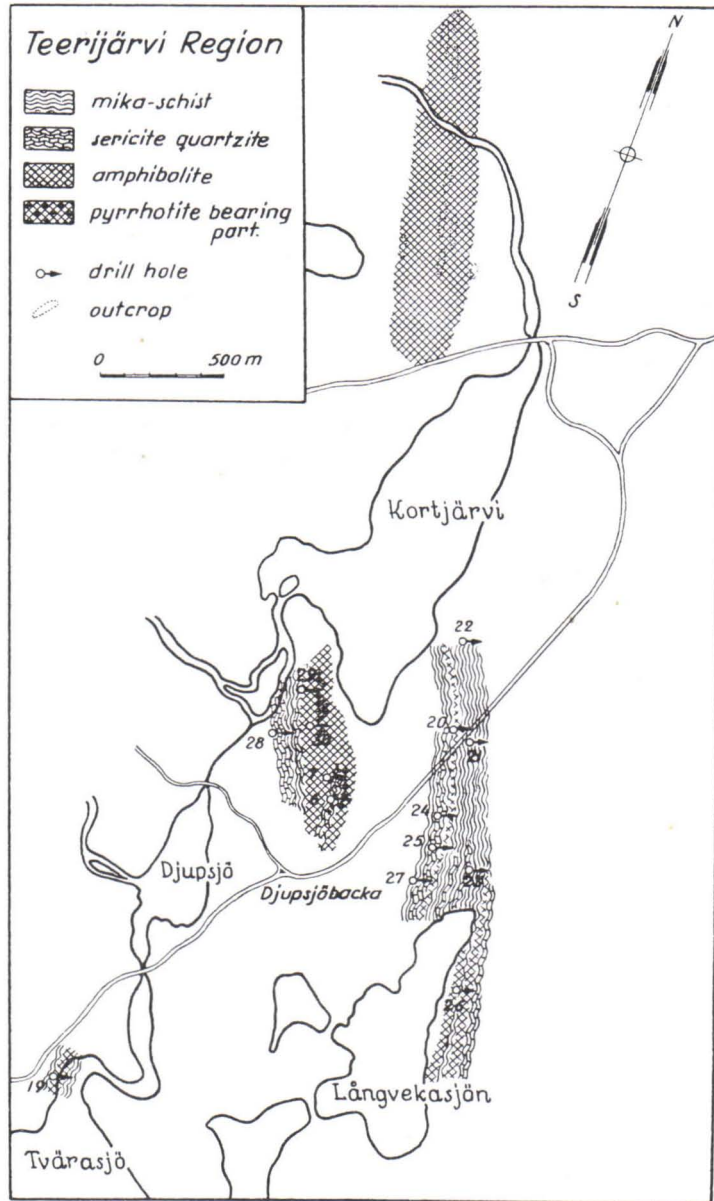 Teerijärvi Region
mika-schist
sericite quartzite
amphibolite
pyrrhotite bearing
part.
drill hole
outcrop
0 500 m
N
S
Kortjärvi
22
29
20
28
21
24
25
27
Djupsjö
Djupsjöbacka
26
19
Långvekasjön
Tvärasjö